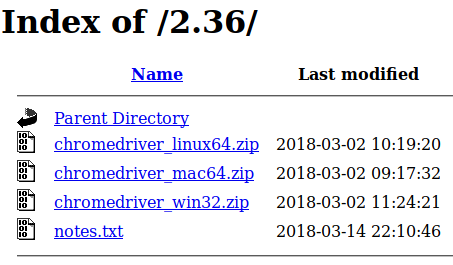 Index of /2.36/
Name Last modified
Parent Directory
chromedriver_linux64.zip 2018-03-02 10:19:20
chromedriver_mac64.zip 2018-03-02 09:17:32
chromedriver_win32.zip 2018-03-02 11:24:21
notes.txt 2018-03-14 22:10:46